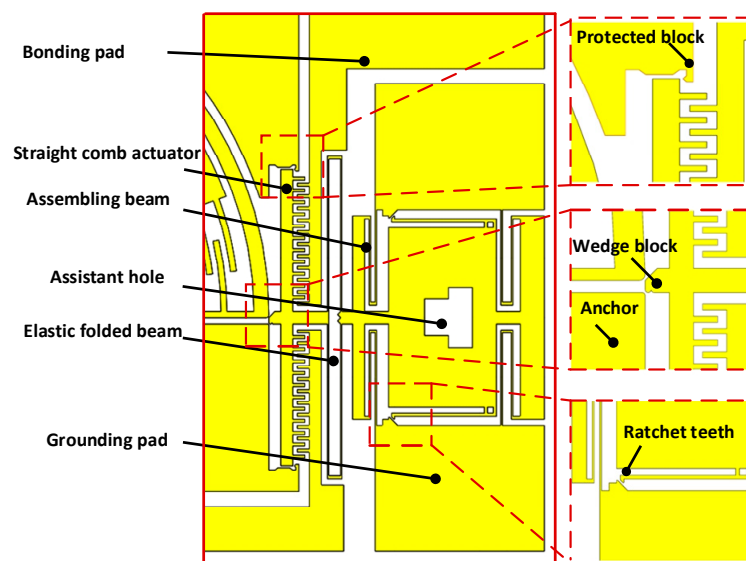 Bonding pad
Straight comb actuator
Assembling beam
Assistant hole
Elastic folded beam
Grounding pad
Protected block
Wedge block
Anchor
Ratchet teeth